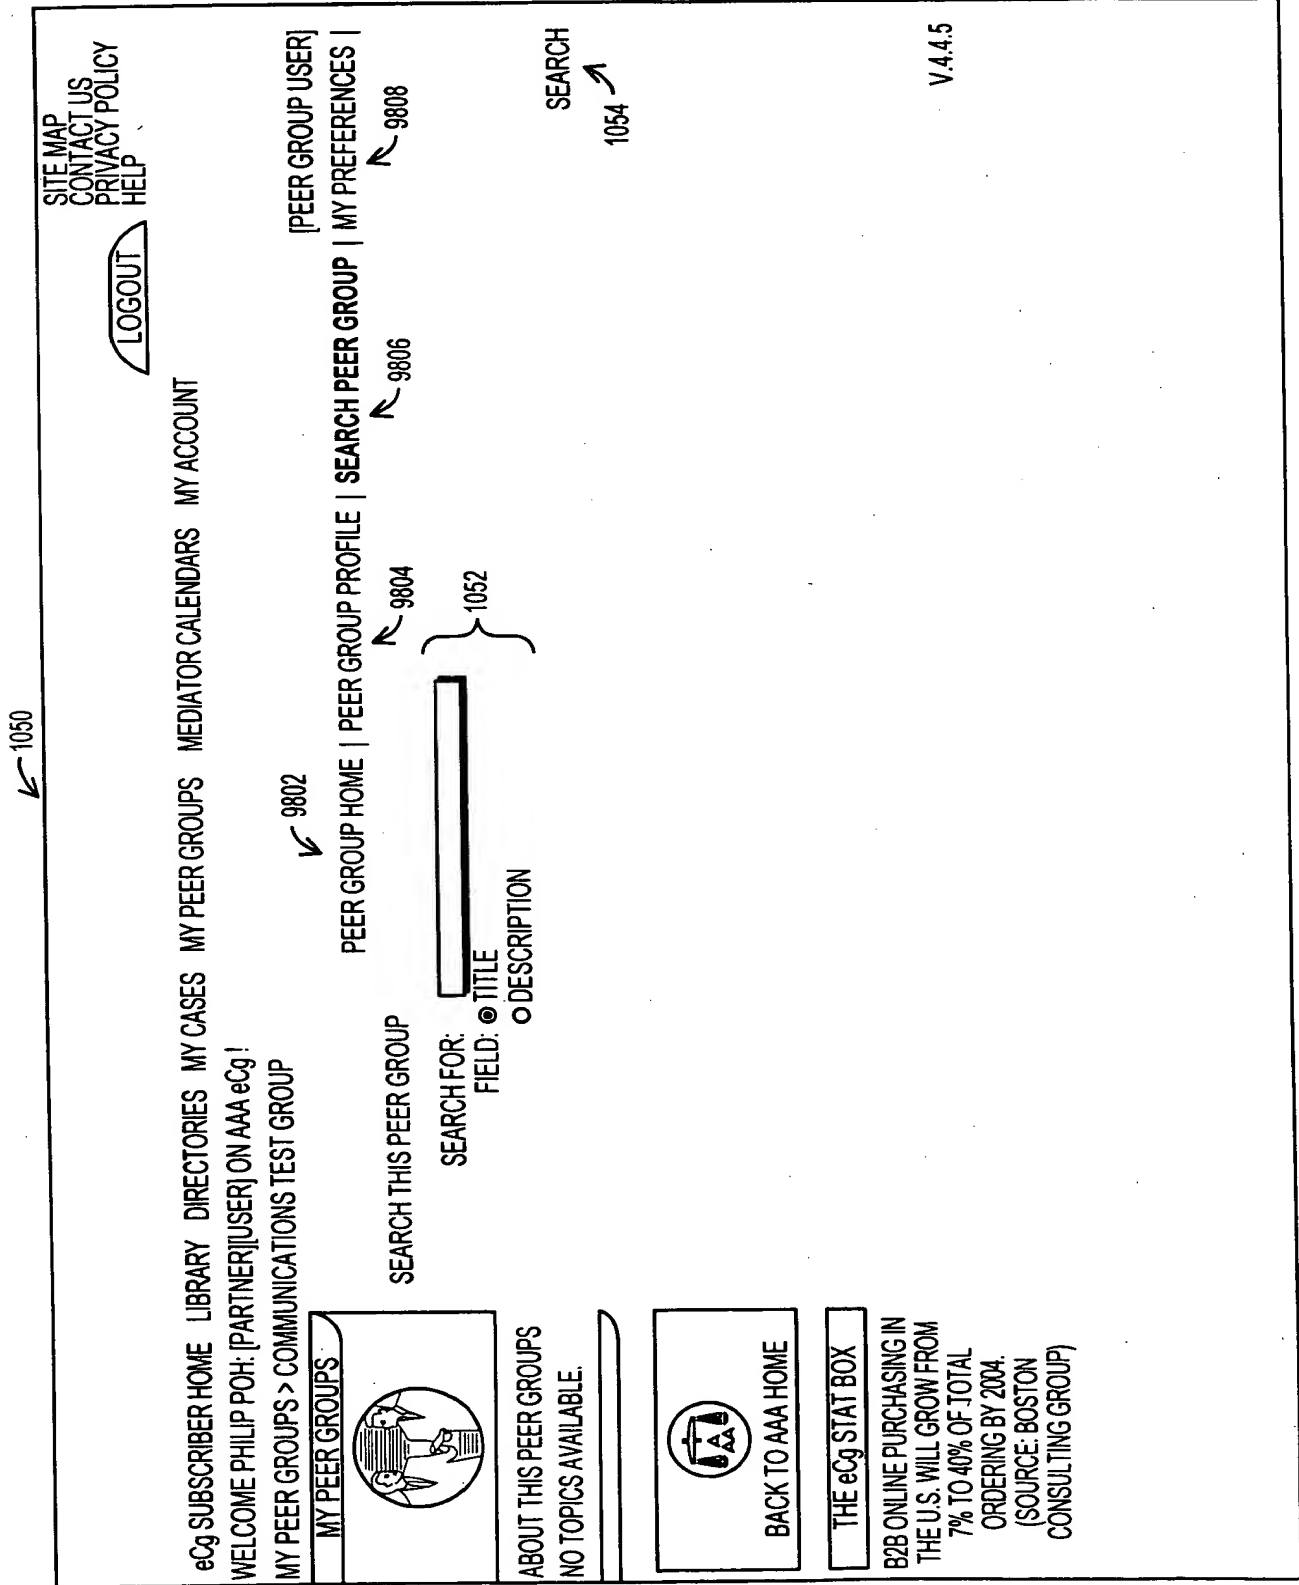 1050
SITE MAP
CONTACT US
PRIVACY POLICY
HELP
LOGOUT
eCg SUBSCRIBER HOME LIBRARY DIRECTORIES MY CASES MY PEER GROUPS MEDIATOR CALENDARS MY ACCOUNT
WELCOME PHILIP POH: [PARTNER][USER] ON AAA eCg !
MY PEER GROUPS > COMMUNICATIONS TEST GROUP
9802
[PEER GROUP USER]
MY PEER GROUPS
PEER GROUP HOME | PEER GROUP PROFILE | SEARCH PEER GROUP | MY PREFERENCES |
9804
9806
9808
SEARCH THIS PEER GROUP
SEARCH FOR:
FIELD: TITLE
DESCRIPTION
1052
SEARCH
1054
ABOUT THIS PEER GROUPS
NO TOPICS AVAILABLE.
AAA
BACK TO AAA HOME
THE eCg STAT BOX
B2B ONLINE PURCHASING IN
THE U.S. WILL GROW FROM
7% TO 40% OF TOTAL
ORDERING BY 2004.
(SOURCE: BOSTON
CONSULTING GROUP)
V.4.4.5